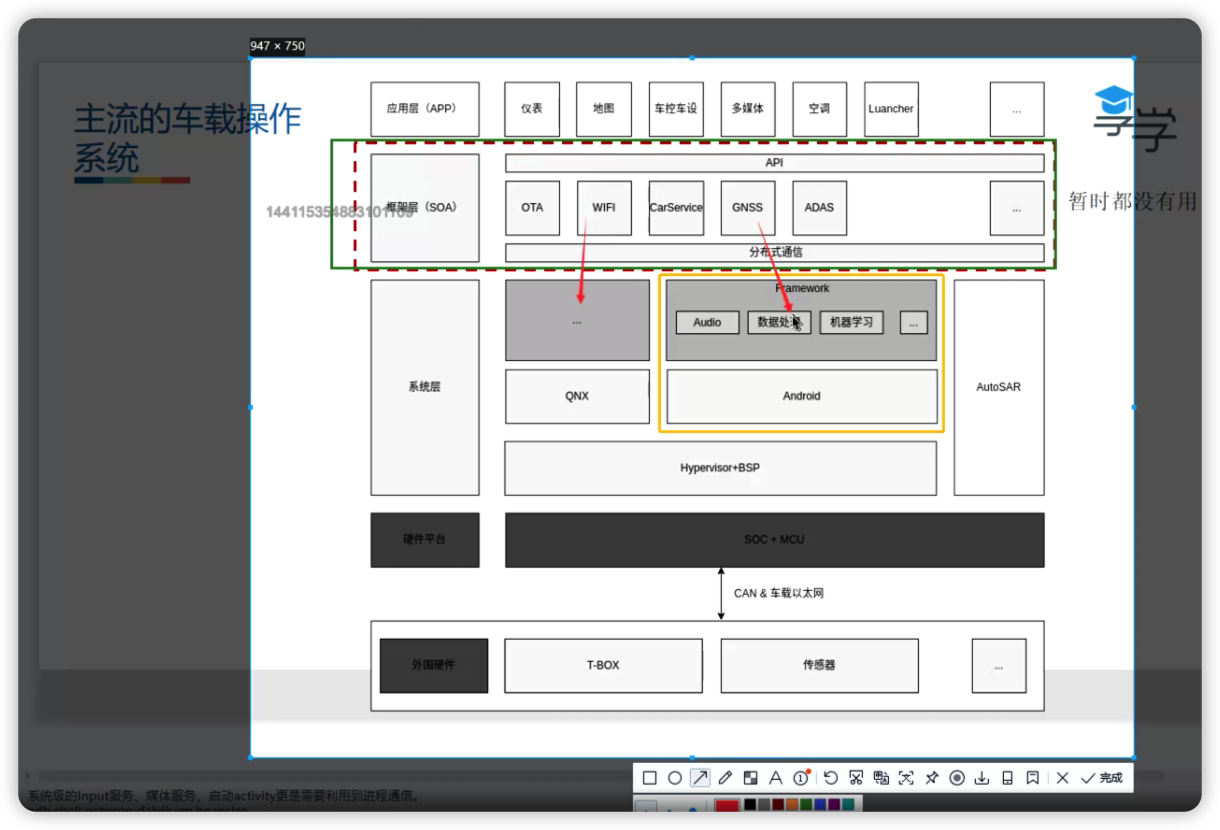 947 × 750
主流的车载操作
系统
应用层（APP）
仪表
地图
车控车设
多媒体
空调
Luancher
...
享学
暂时都没有用
API
框架层（SOA）
OTA
WIFI
CarService
GNSS
ADAS
...
分布式通信
系统层
...
Framework
Audio
数据处
机器学习
...
QNX
Android
AutoSAR
Hypervisor+BSP
硬件平台
SOC + MCU
CAN & 车载以太网
外围硬件
T-BOX
传感器
...
完成
系统级的Input服务、媒体服务、启动activity更是需要利用到进程通信。